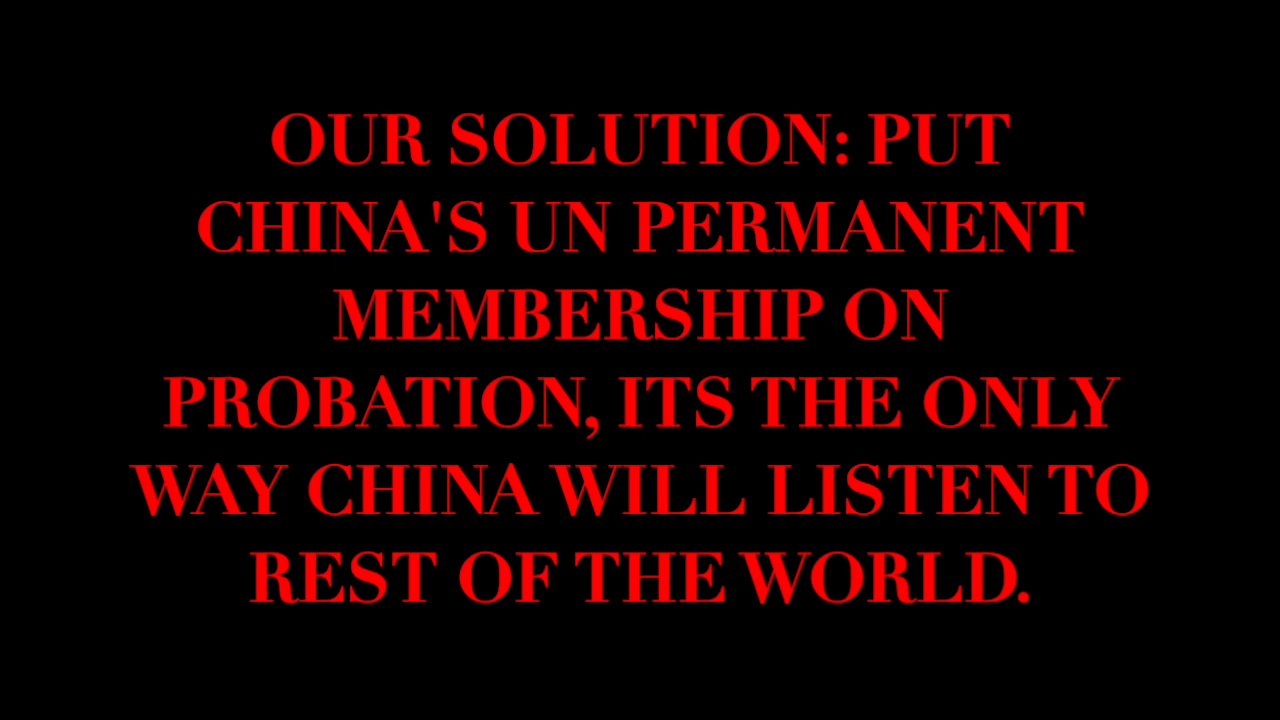 OUR SOLUTION: PUT
CHINA'S UN PERMANENT
MEMBERSHIP ON
PROBATION, ITS THE ONLY
WAY CHINA WILL LISTEN TO
REST OF THE WORLD.